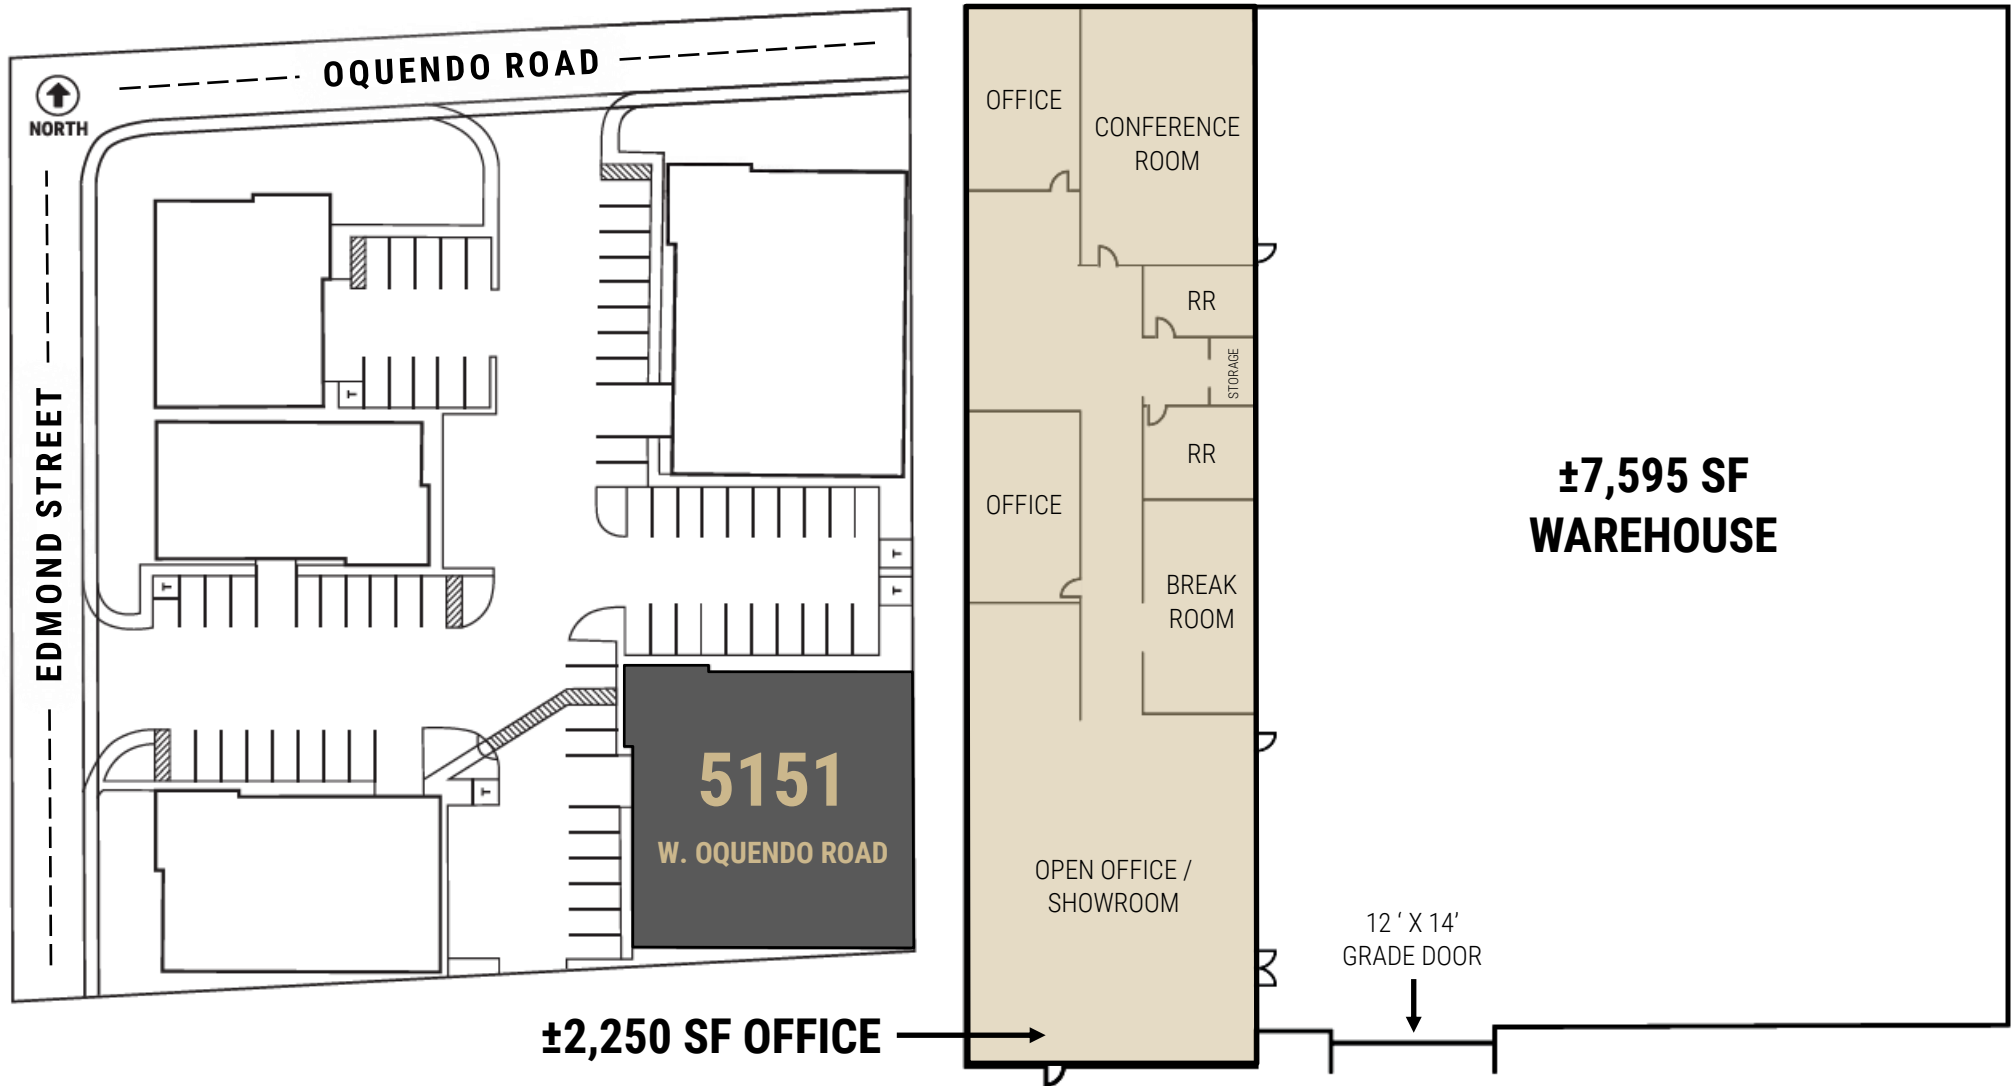 OQUENDO ROAD
NORTH
EDMOND STREET
T
T
T
T
T
5151
W. OQUENDO ROAD
±2,250 SF OFFICE
OFFICE
CONFERENCE
ROOM
RR
STORAGE
RR
OFFICE
BREAK
ROOM
OPEN OFFICE /
SHOWROOM
±7,595 SF
WAREHOUSE
12 ‘ X 14’
GRADE DOOR